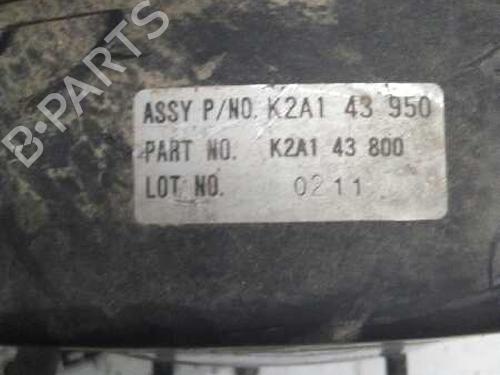 ASSY P/NO. K2A1 43 950
PART NO. K2A1 43 800
LOT NO. 0211
B-PARTS